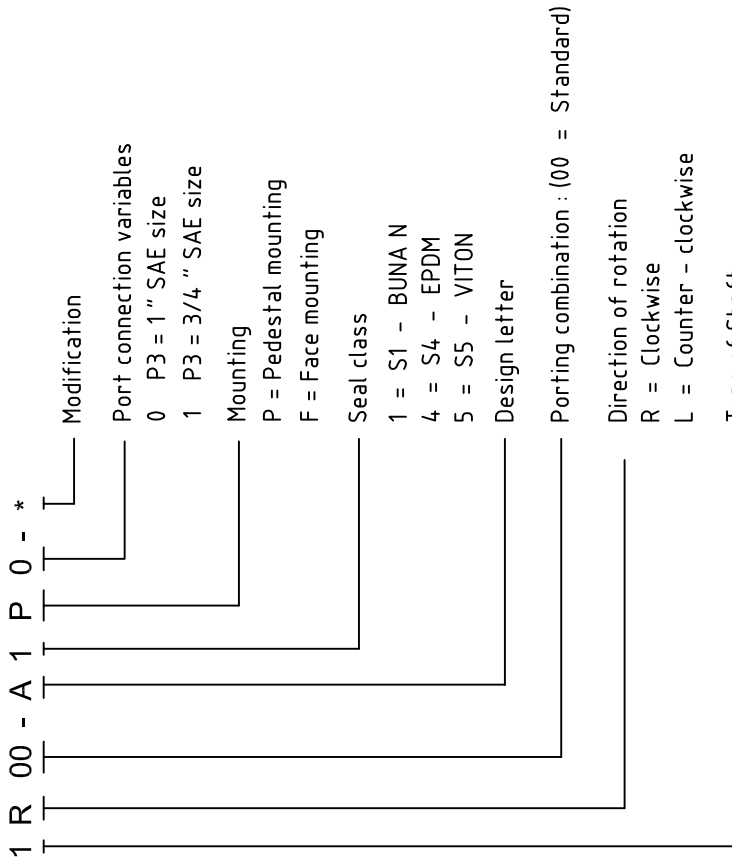 1 R 00 - A 1 P 0 - *
Modification
Port connection variables
0 P3 = 1" SAE size
1 P3 = 3/4" SAE size
Mounting
P = Pedestal mounting
F = Face mounting
Seal class
1 = S1 - BUNA N
4 = S4 - EPDM
5 = S5 - VITON
Design letter
Porting combination : (00 = Standard)
Direction of rotation
R = Clockwise
L = Counter - clockwise